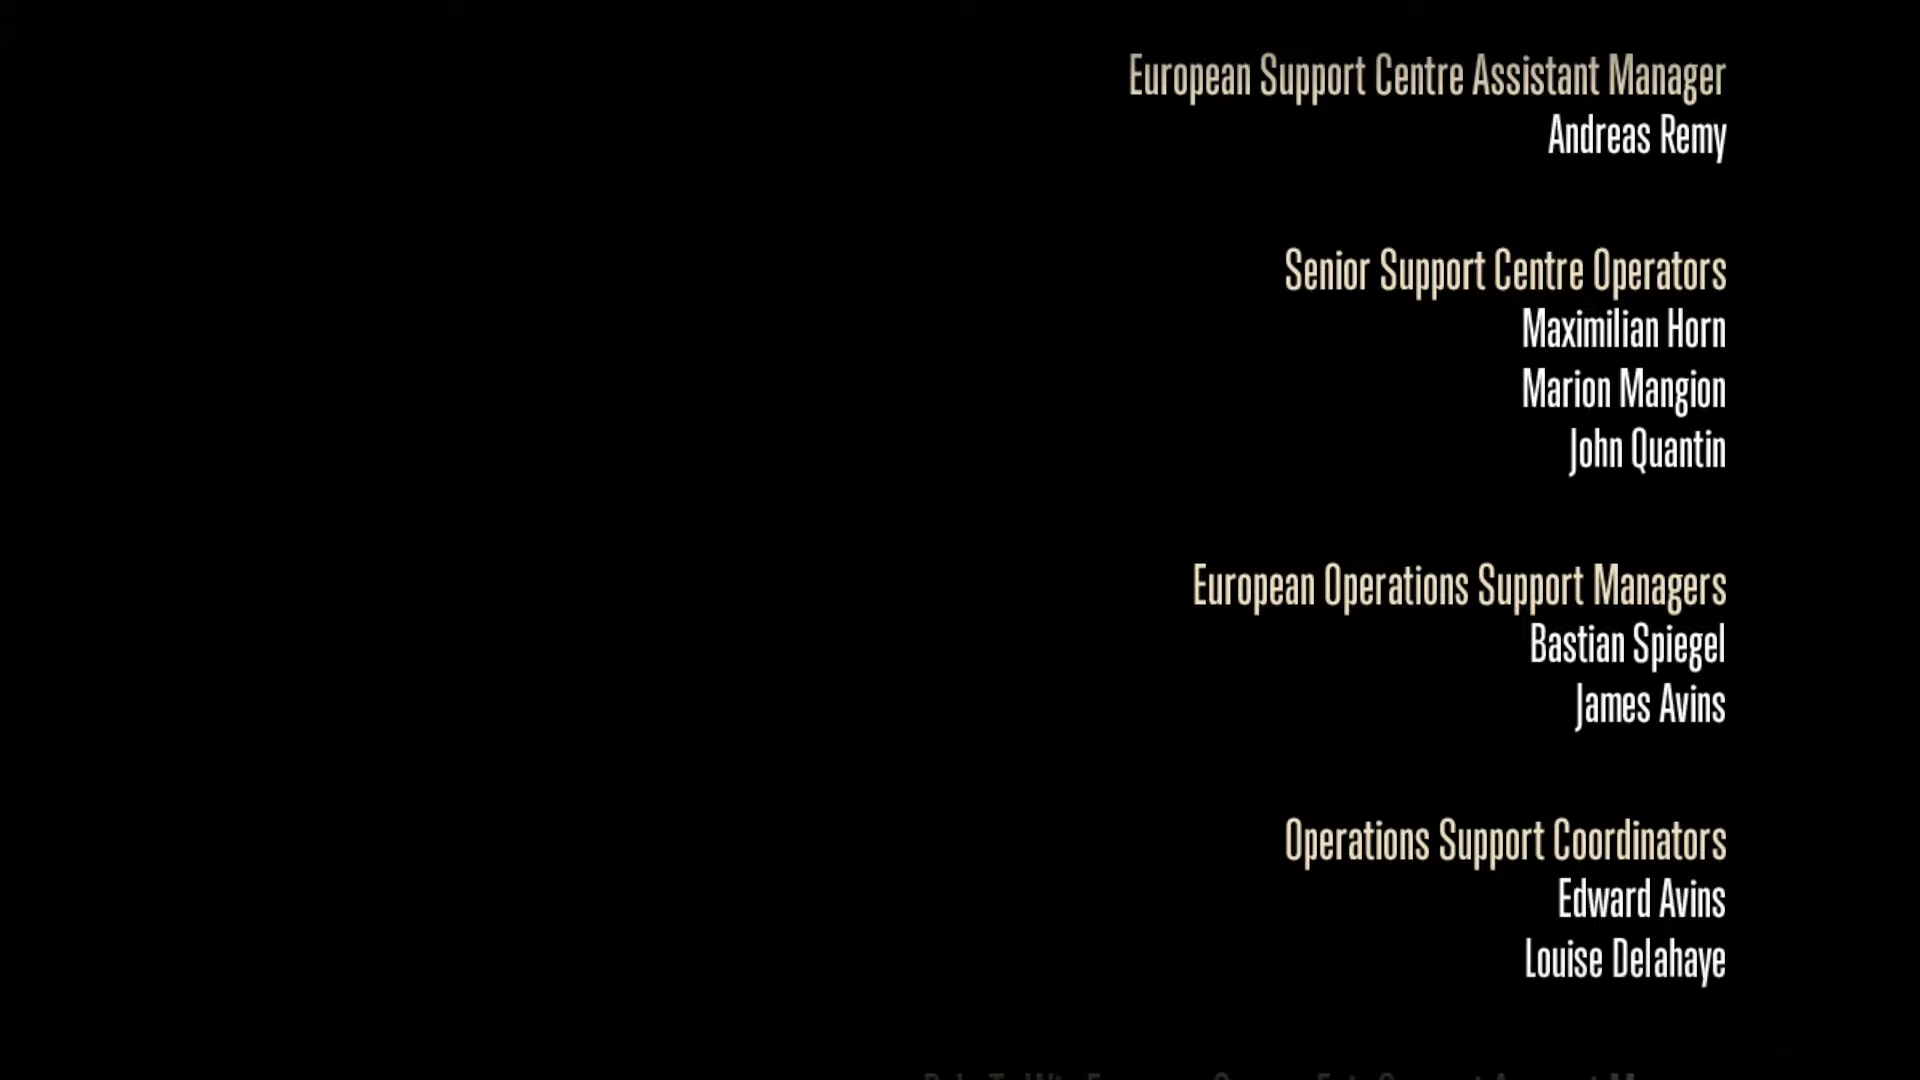 European Support Centre Assistant Manager
Andreas Remy
Senior Support Centre Operators
Maximilian Horn
Marion Mangion
John Quantin
European Operations Support Managers
Bastian Spiegel
James Avins
Operations Support Coordinators
Edward Avins
Louise Delahaye